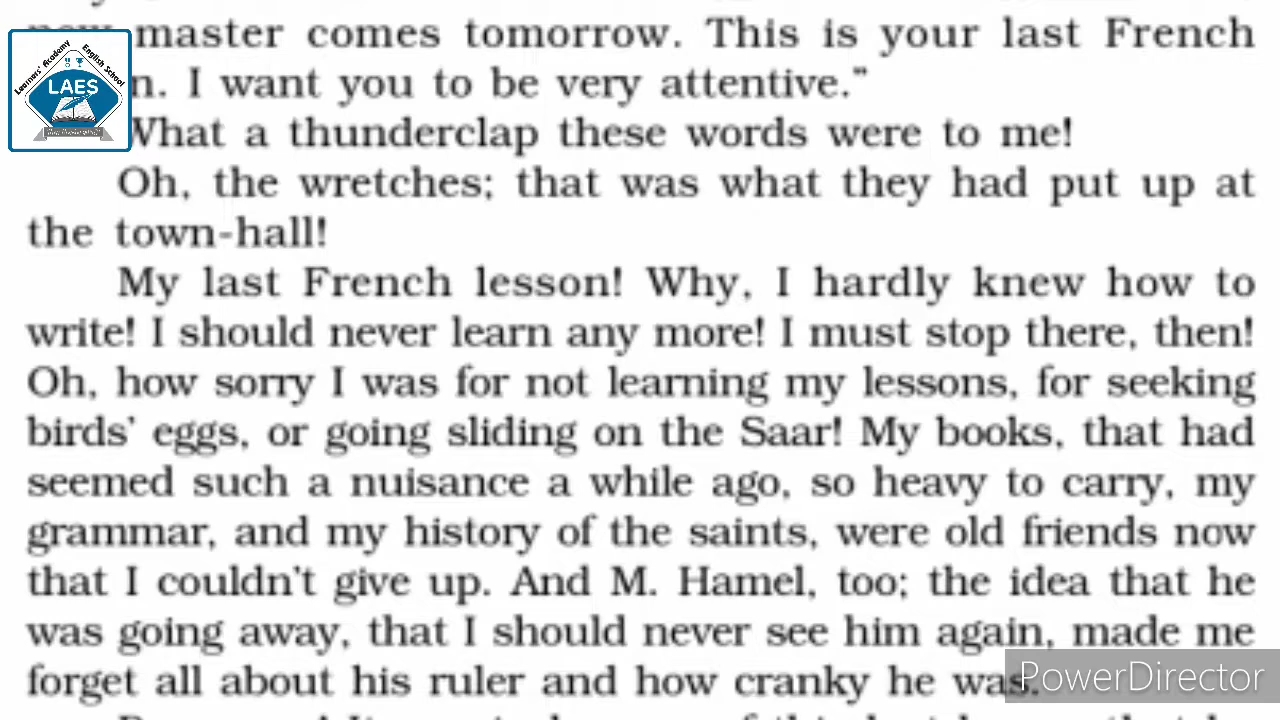 master comes tomorrow. This is your last French
n. I want you to be very attentive.”
What a thunderclap these words were to me!
Oh, the wretches; that was what they had put up at
the town-hall!
My last French lesson! Why, I hardly knew how to
write! I should never learn any more! I must stop there, then!
Oh, how sorry I was for not learning my lessons, for seeking
birds’ eggs, or going sliding on the Saar! My books, that had
seemed such a nuisance a while ago, so heavy to carry, my
grammar, and my history of the saints, were old friends now
that I couldn’t give up. And M. Hamel, too; the idea that he
was going away, that I should never see him again, made me
forget all about his ruler and how cranky he was.
Learners' Academy English School
LAES
PowerDirector